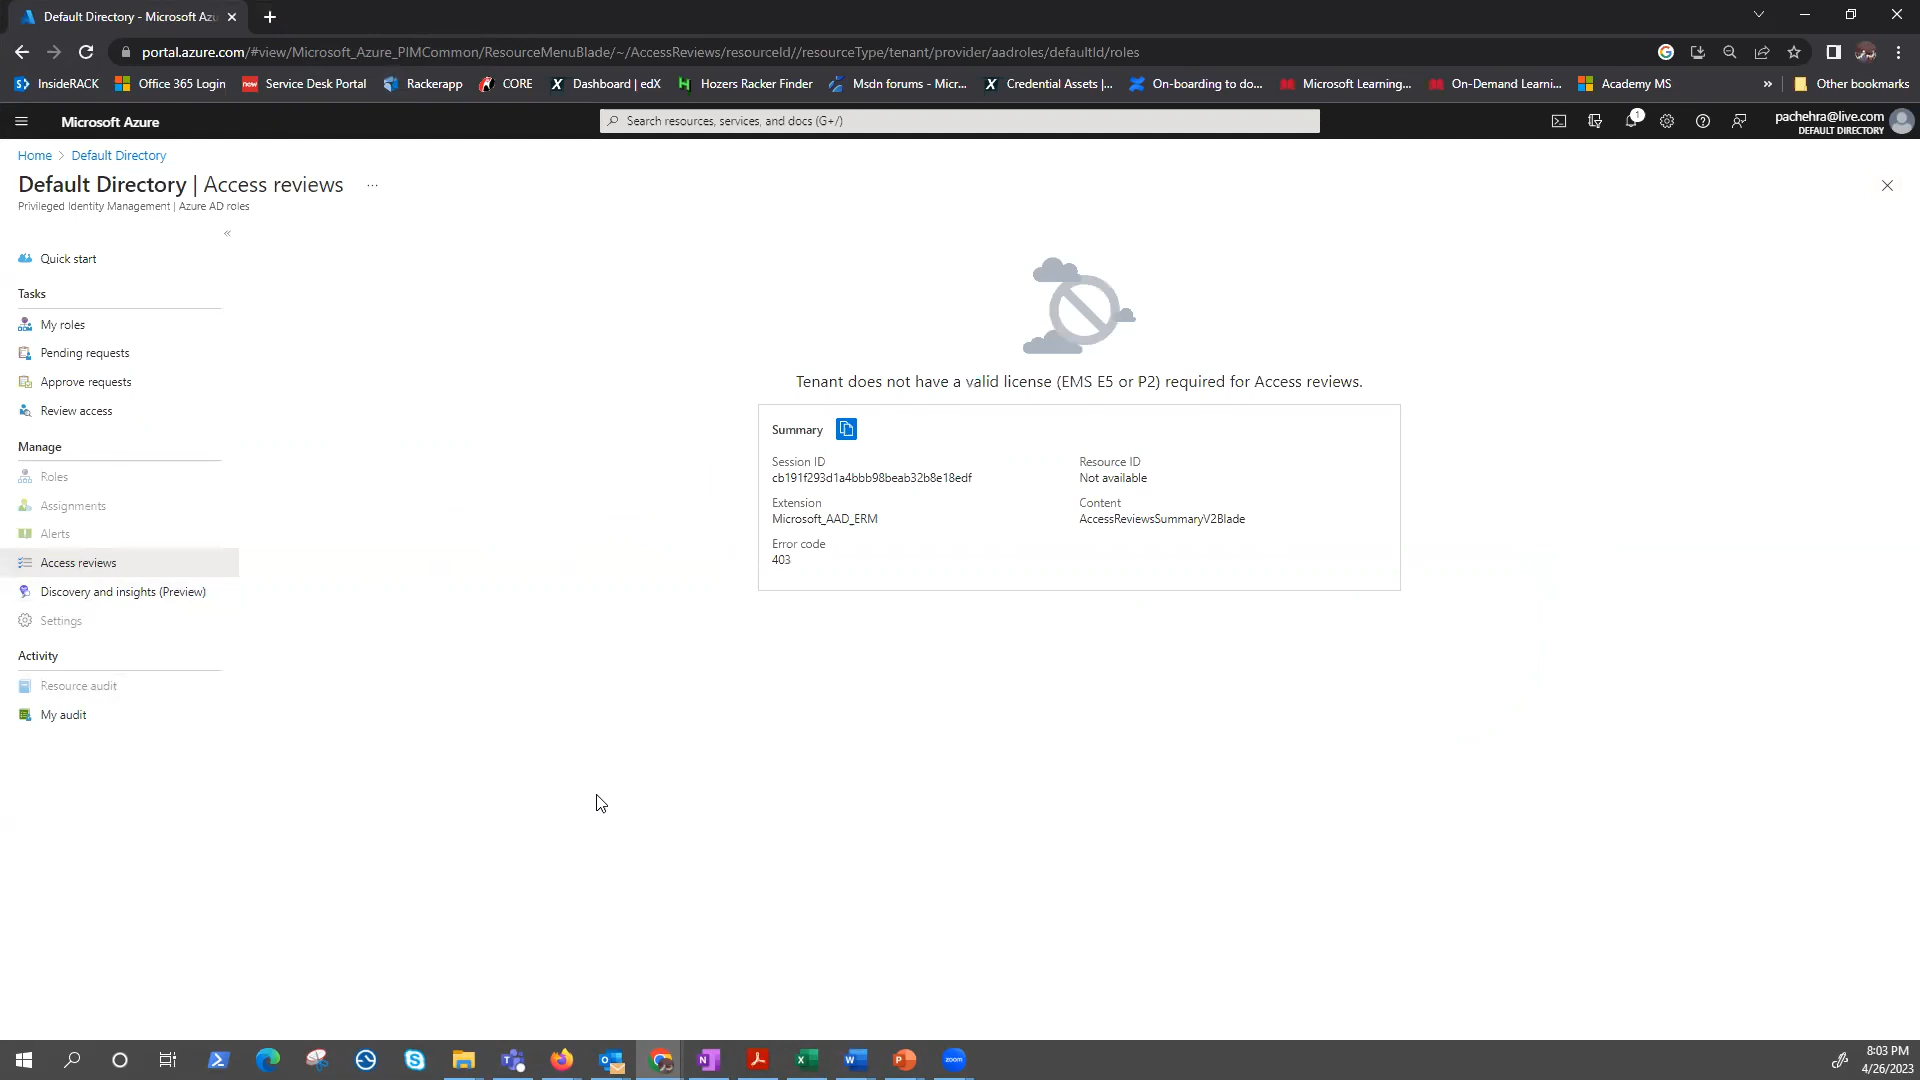 Default Directory - Microsoft Azu
portal.azure.com/#view/Microsoft_Azure_PIMCommon/ResourceMenuBlade/~/AccessReviews/resourceId//resourceType/tenant/provider/aadroles/defaultId/roles
InsideRACK Office 365 Login Service Desk Portal Rackerapp CORE Dashboard | edX Hozers Racker Finder Msdn forums - Micr... Credential Assets |... On-boarding to do... Microsoft Learning... On-Demand Learni... Academy MS » Other bookmarks
Microsoft Azure
Search resources, services, and docs (G+/)
1
pachehra@live.com
DEFAULT DIRECTORY
Home > Default Directory
Default Directory | Access reviews ...
Privileged Identity Management | Azure AD roles
«
Quick start
Tasks
My roles
Pending requests
Approve requests
Review access
Manage
Roles
Assignments
Alerts
Access reviews
Discovery and insights (Preview)
Settings
Activity
Resource audit
My audit
Tenant does not have a valid license (EMS E5 or P2) required for Access reviews.
Summary
Session ID
cb191f293d1a4bbb98beab32b8e18edf
Resource ID
Not available
Extension
Microsoft_AAD_ERM
Content
AccessReviewsSummaryV2Blade
Error code
403
zoom
8:03 PM
4/26/2023